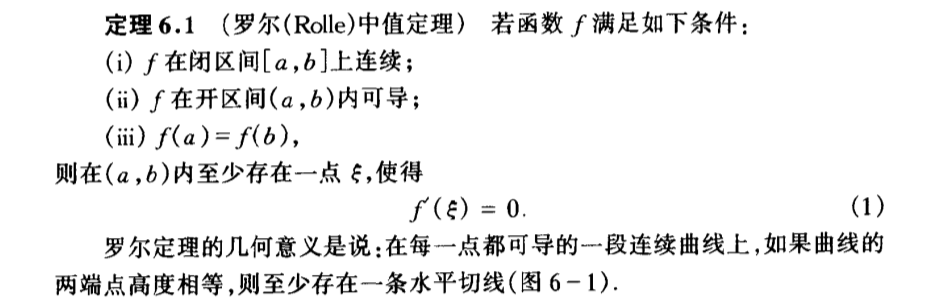 定理6.1 (罗尔(Rolle)中值定理) 若函数 f 满足如下条件:
(i) f 在闭区间[a,b]上连续;
(ii) f 在开区间(a,b)内可导;
(iii) f(a)=f(b),
则在(a,b)内至少存在一点 ξ,使得
f′(ξ) = 0. (1)
罗尔定理的几何意义是说:在每一点都可导的一段连续曲线上,如果曲线的
两端点高度相等,则至少存在一条水平切线(图6-1).